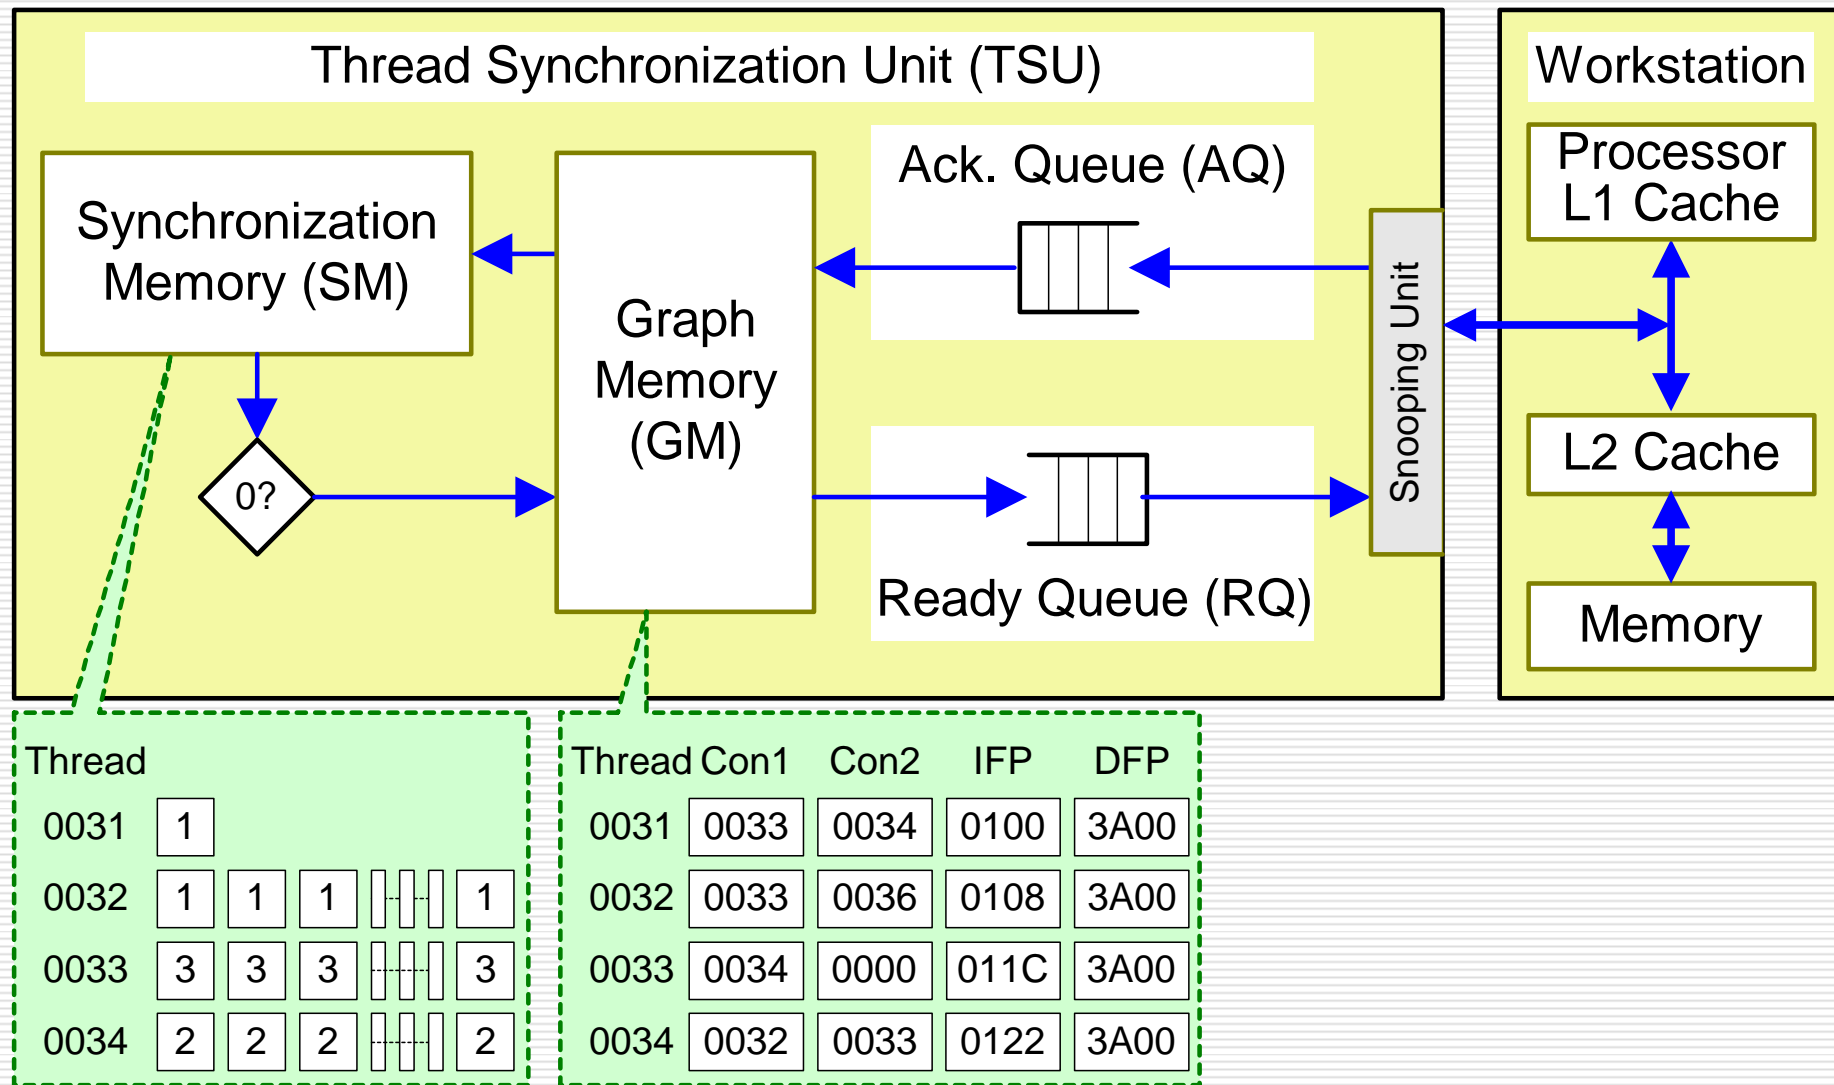 Thread Synchronization Unit (TSU)
Workstation
Synchronization
Memory (SM)
0?
Graph
Memory
(GM)
Ack. Queue (AQ)
Ready Queue (RQ)
Snooping Unit
Processor
L1 Cache
L2 Cache
Memory
Thread
0031 1
0032 1 1 1 1
0033 3 3 3 3
0034 2 2 2 2
Thread Con1 Con2 IFP DFP
0031 0033 0034 0100 3A00
0032 0033 0036 0108 3A00
0033 0034 0000 011C 3A00
0034 0032 0033 0122 3A00